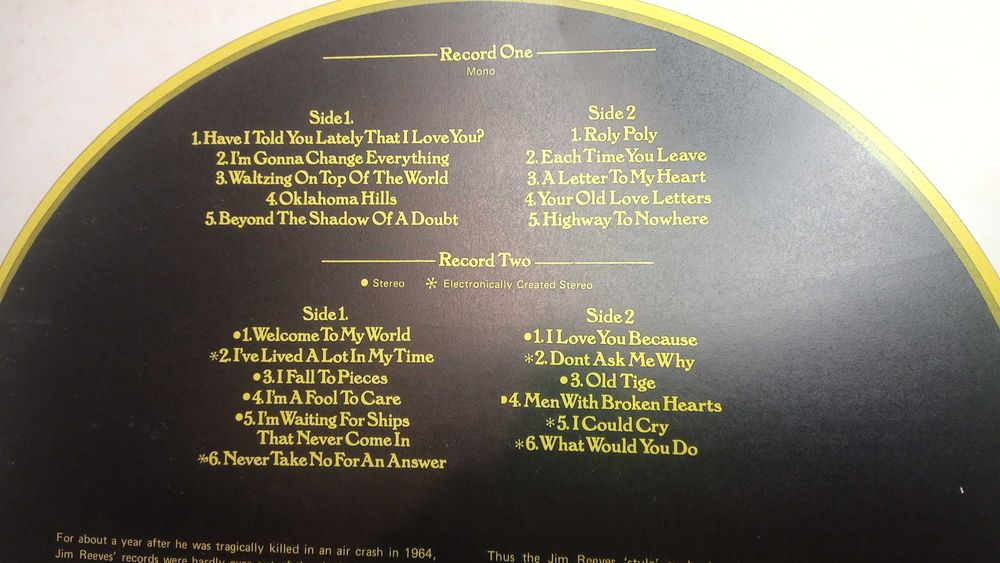 Record One
Mono
Side 1.
1. Have I Told You Lately That I Love You?
2. I'm Gonna Change Everything
3. Waltzing On Top Of The World
4. Oklahoma Hills
5. Beyond The Shadow Of A Doubt
Side 2
1. Roly Poly
2. Each Time You Leave
3. A Letter To My Heart
4. Your Old Love Letters
5. Highway To Nowhere
Record Two
● Stereo * Electronically Created Stereo
Side 1.
●1. Welcome To My World
*2. I've Lived A Lot In My Time
●3. I Fall To Pieces
●4. I'm A Fool To Care
●5. I'm Waiting For Ships
That Never Come In
*6. Never Take No For An Answer
Side 2
●1. I Love You Because
*2. Dont Ask Me Why
●3. Old Tige
●4. Men With Broken Hearts
*5. I Could Cry
*6. What Would You Do
For about a year after he was tragically killed in an air crash in 1964,
Jim Reeves' records were hardly
Thus the Jim Reeves 'style'